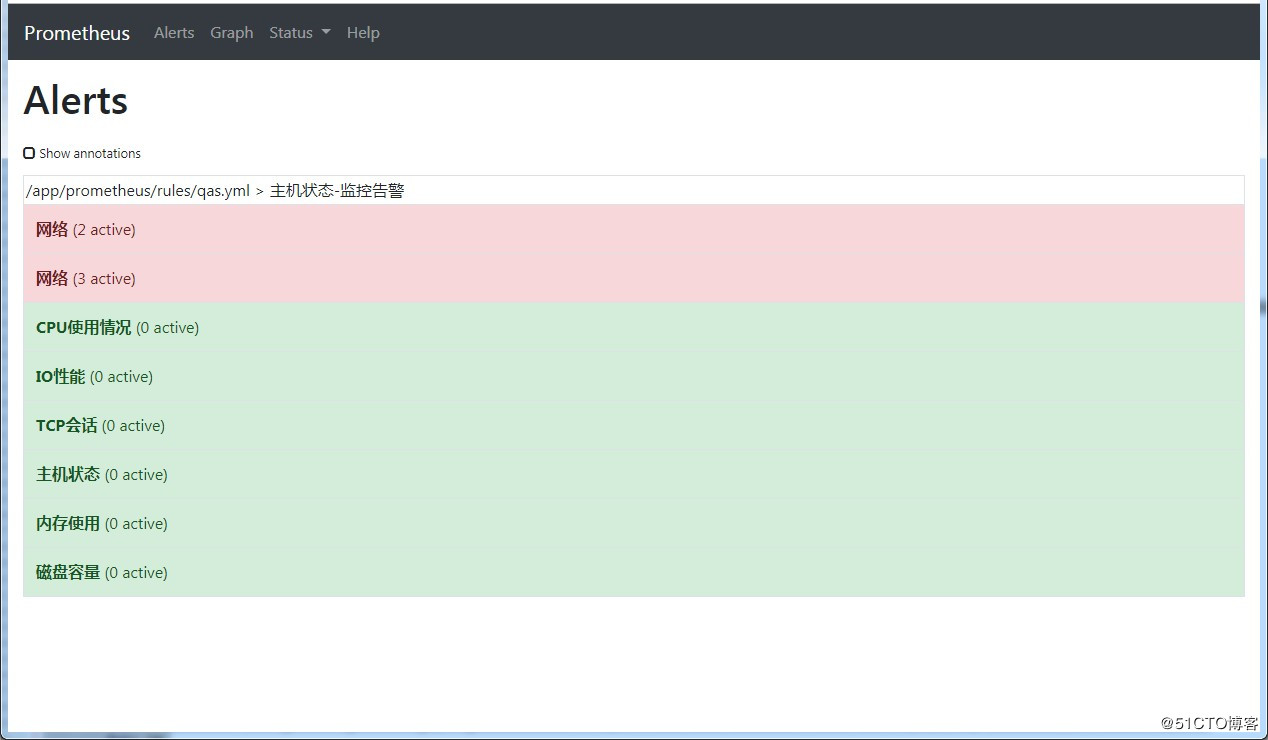 Prometheus Alerts Graph Status Help
Alerts
Show annotations
/app/prometheus/rules/qas.yml > 主机状态-监控告警
网络 (2 active)
网络 (3 active)
CPU使用情况 (0 active)
IO性能 (0 active)
TCP会话 (0 active)
主机状态 (0 active)
内存使用 (0 active)
磁盘容量 (0 active)
@51CTO博客